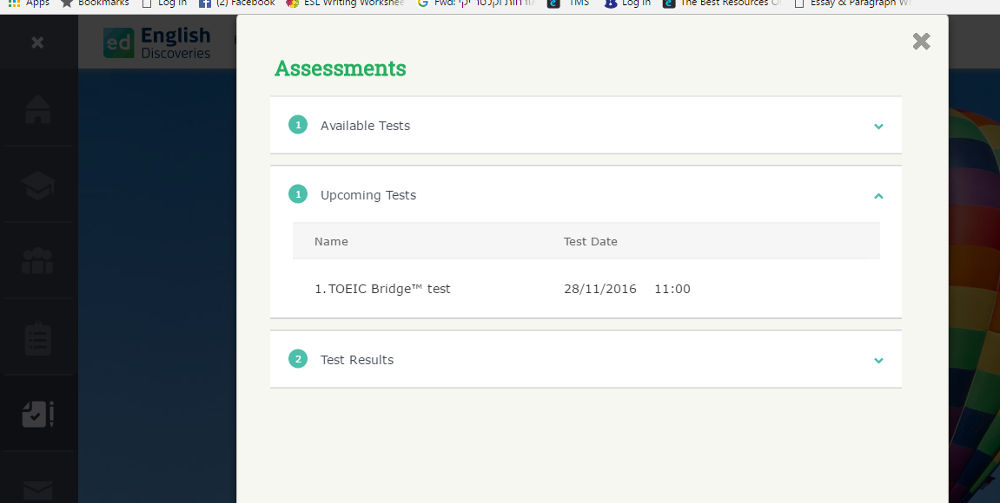 Apps Bookmarks Log In (2) Facebook ESL Writing Workshee Fwd: TMS Log In The Best Resources O Essay & Paragraph W
ed English Discoveries
Assessments
1 Available Tests
1 Upcoming Tests
Name Test Date
1. TOEIC Bridge™ test 28/11/2016 11:00
2 Test Results